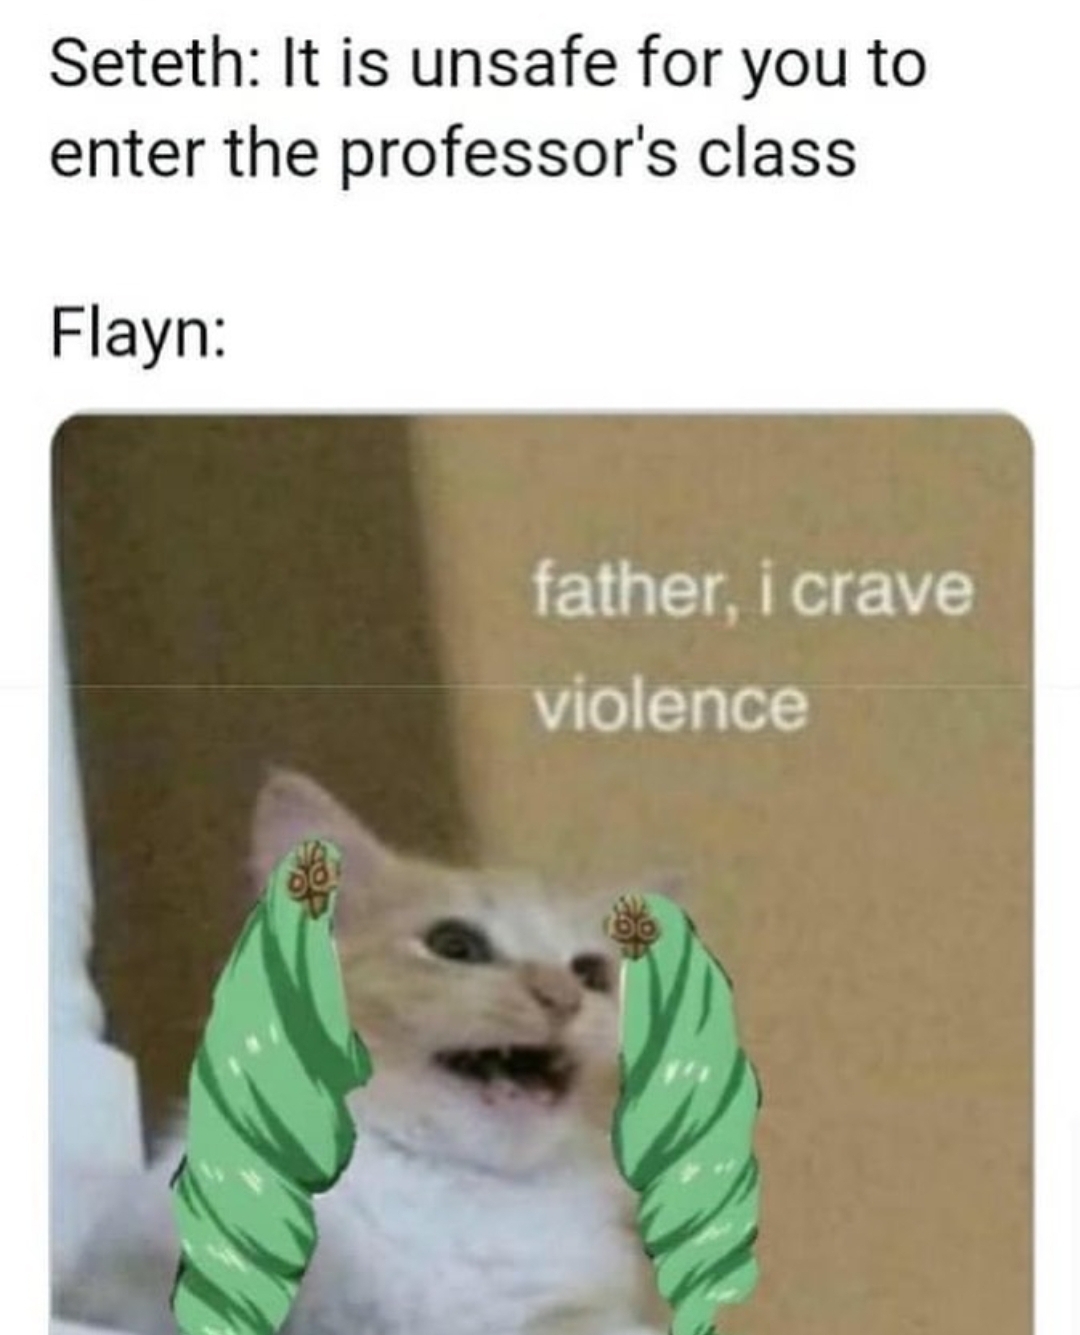 Seteth: It is unsafe for you to
enter the professor's class
Flayn:
father, i crave
violence